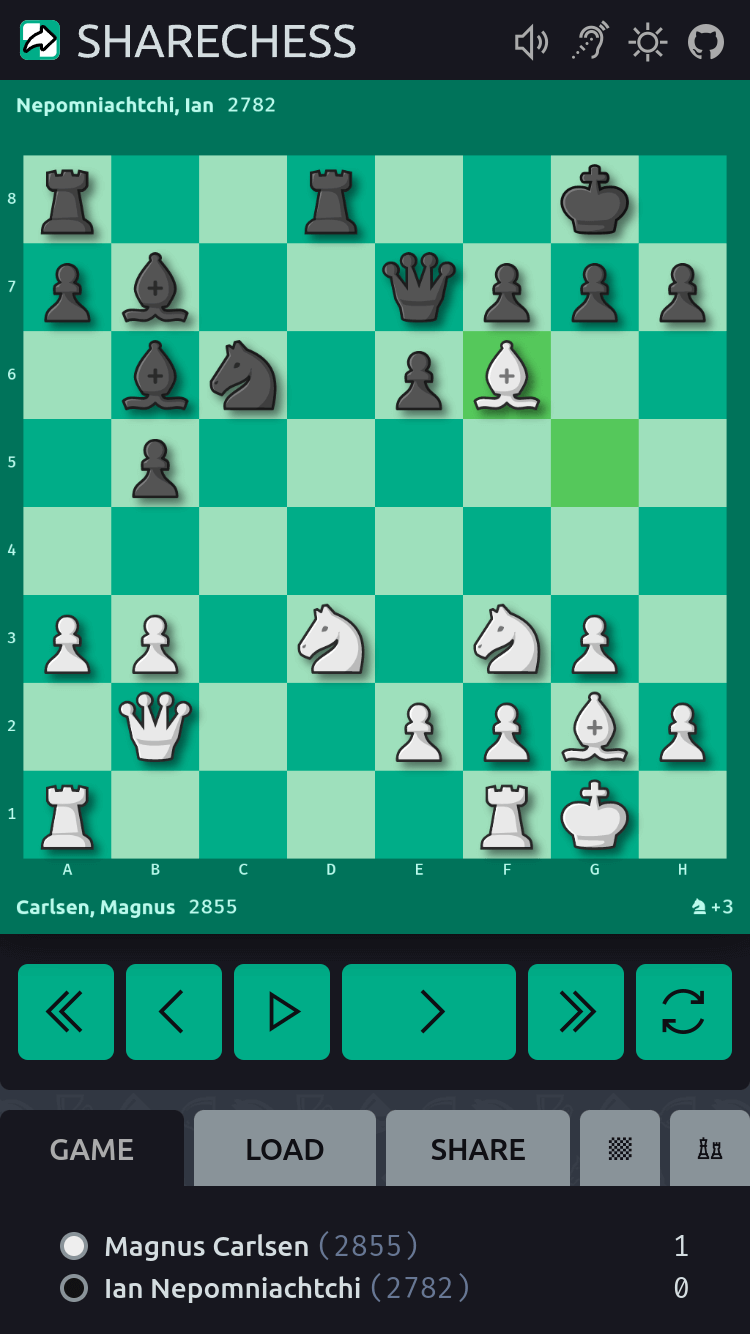 SHARECHESS
Nepomniachtchi, Ian 2782
8
7
6
5
4
3
2
1
A B C D E F G H
Carlsen, Magnus 2855 +3
GAME LOAD SHARE
Magnus Carlsen (2855) 1
Ian Nepomniachtchi (2782) 0